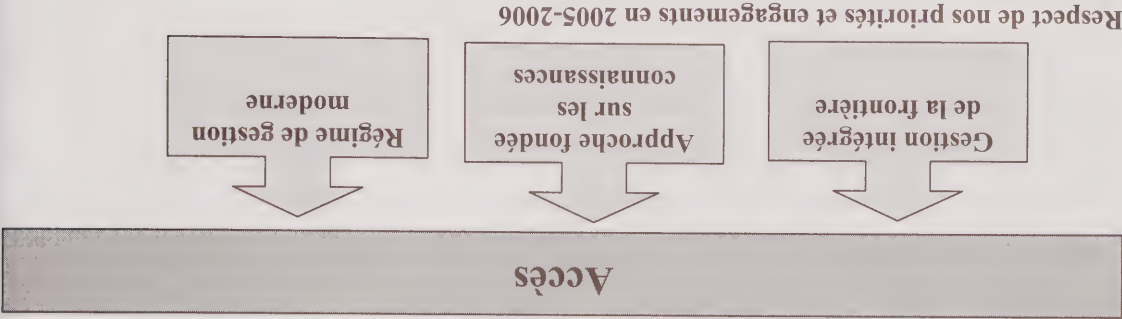 Accès
Gestion intégrée
de la frontière
Approche fondée
sur les
connaissances
Régime de gestion
moderne
Respect de nos priorités et engagements en 2005-2006